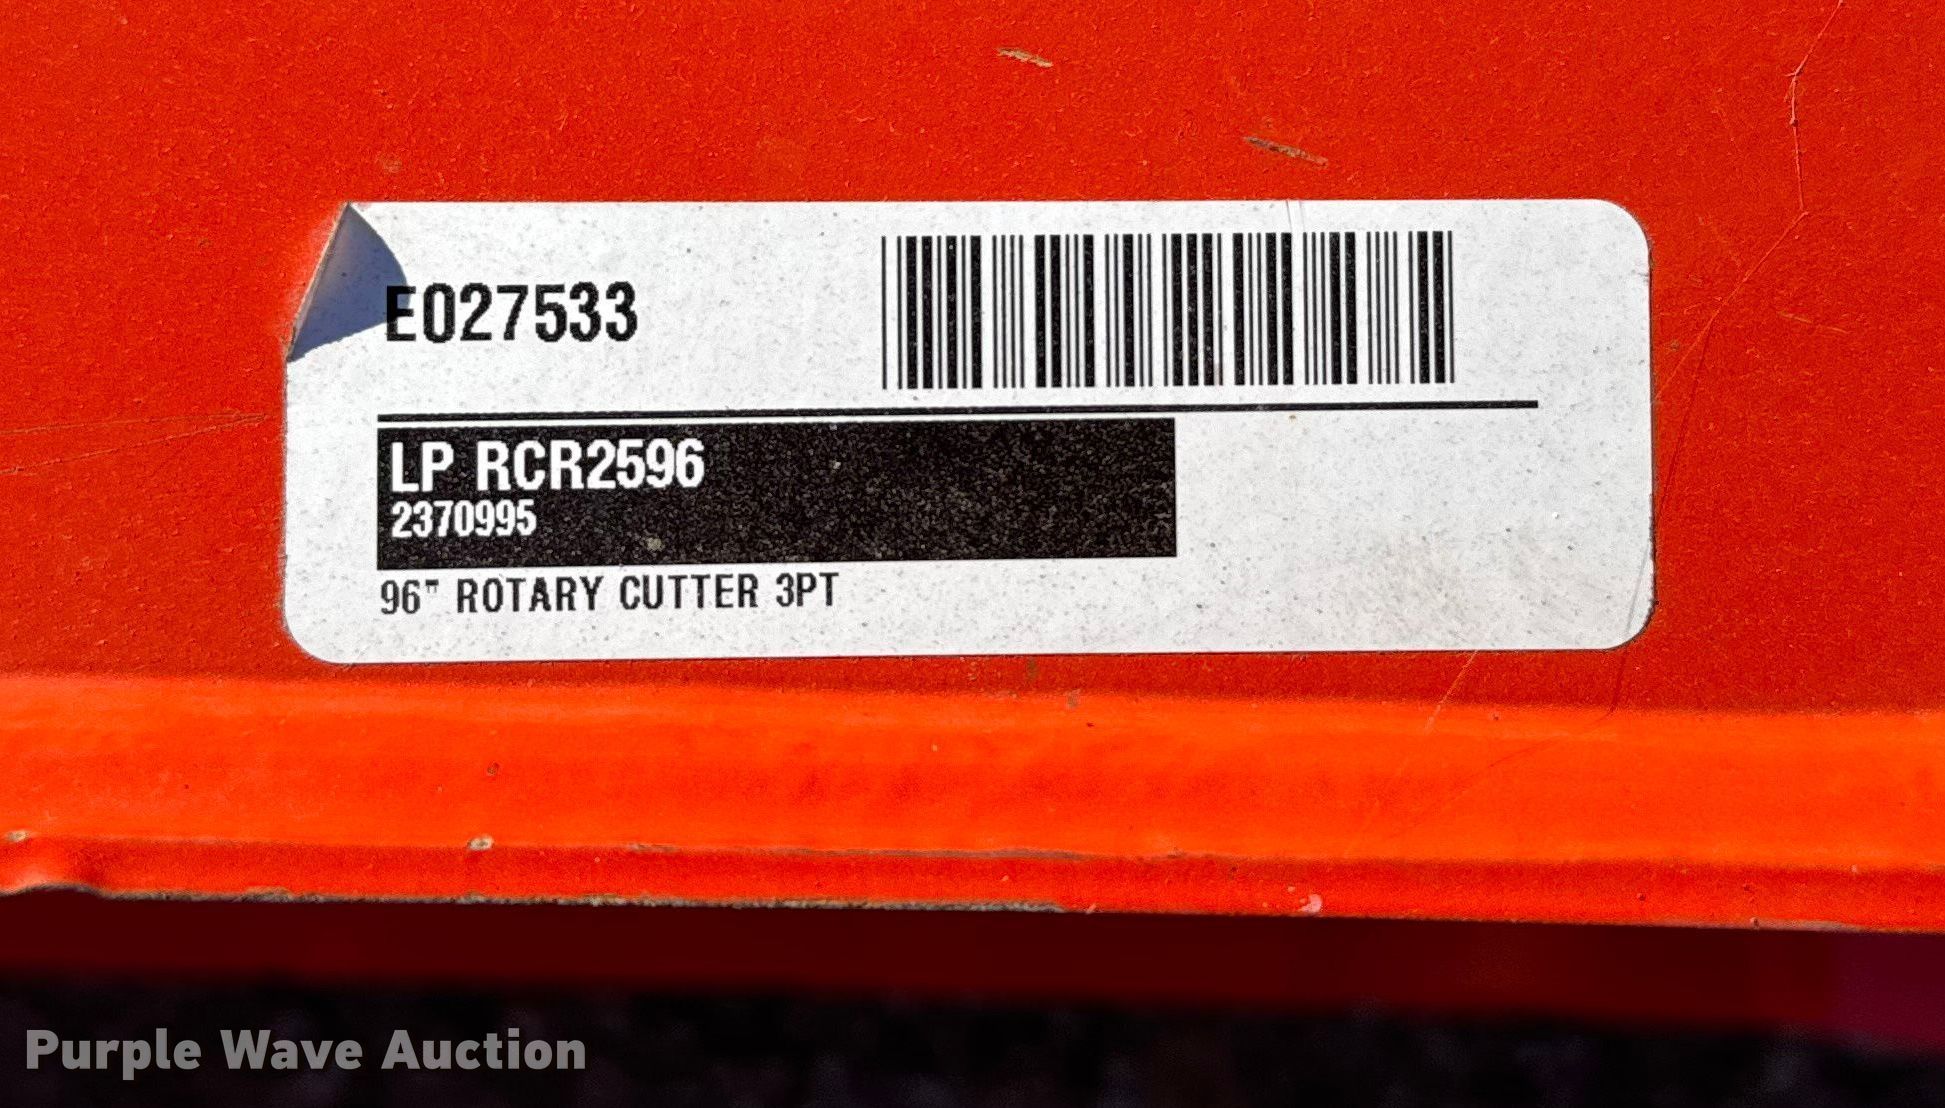 E027533
LP RCR2596
2370995
96" ROTARY CUTTER 3PT
Purple Wave Auction